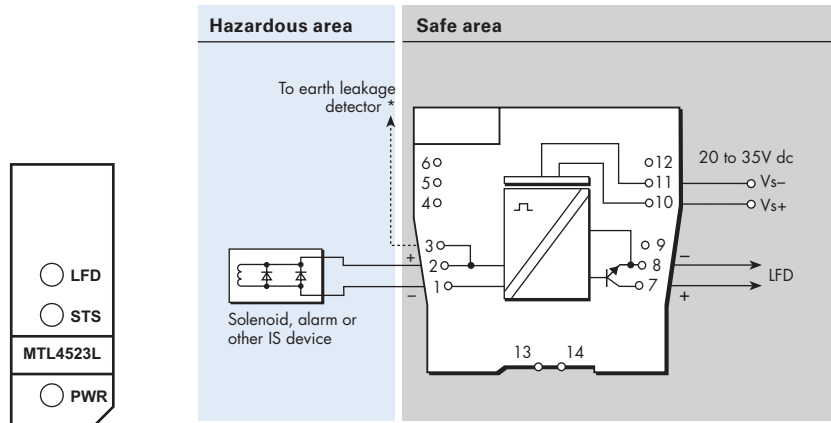 Hazardous area
Safe area
To earth leakage
detector *
6
5
4
3
+
2
1
–
12
11
10
9
8
7
20 to 35V dc
Vs–
Vs+
–
LFD
+
Solenoid, alarm or
other IS device
13 14
LFD
STS
MTL4523L
PWR